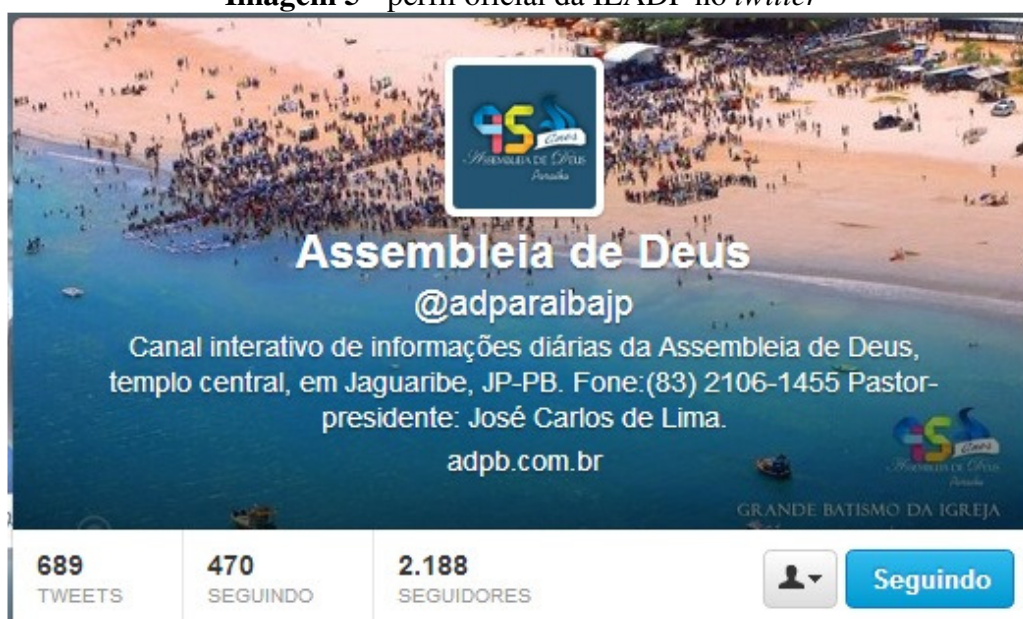 Imagem 5 - perfil oficial da IEADP no twitter
95
Anos
Assembleia de Deus
Paraíba
Assembleia de Deus
@adparaibajp
Canal interativo de informações diárias da Assembleia de Deus,
templo central, em Jaguaribe, JP-PB. Fone:(83) 2106-1455 Pastor-
presidente: José Carlos de Lima.
adpb.com.br
95
Anos
Assembleia de Deus
Paraíba
GRANDE BATISMO DA IGREJA
689
TWEETS
470
SEGUINDO
2.188
SEGUIDORES
Seguindo